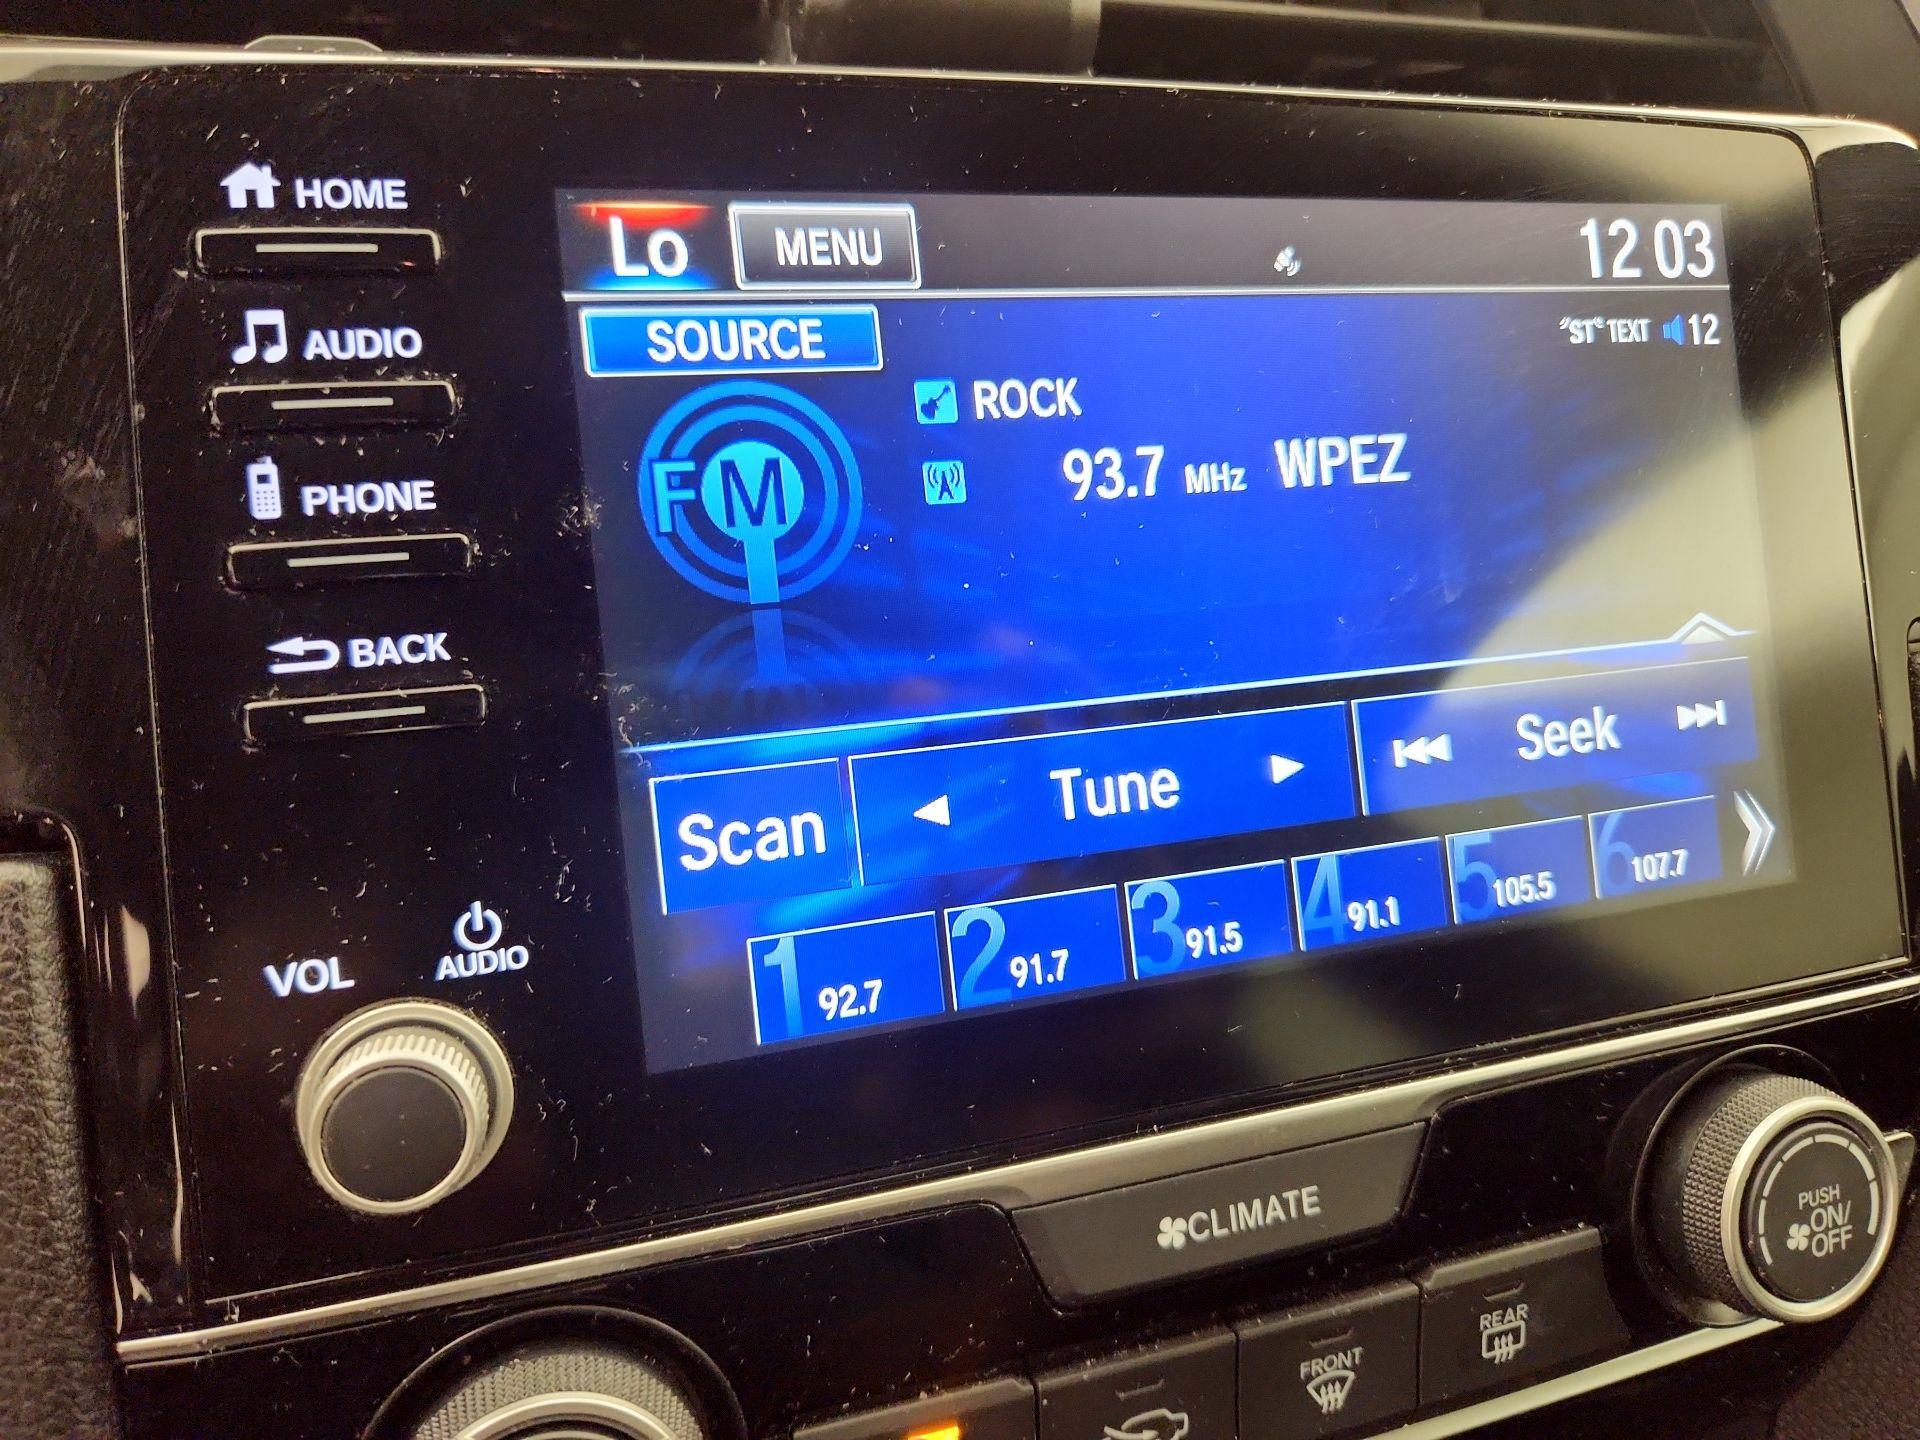 HOME
AUDIO
PHONE
BACK
VOL
AUDIO
Lo MENU 12 03
SOURCE "ST" TEXT 12
FM
ROCK
93.7 MHz WPEZ
Scan Tune Seek
1 92.7 2 91.7 3 91.5 4 91.1 5 105.5 6 107.7
CLIMATE
PUSH
ON/
OFF
FRONT
REAR